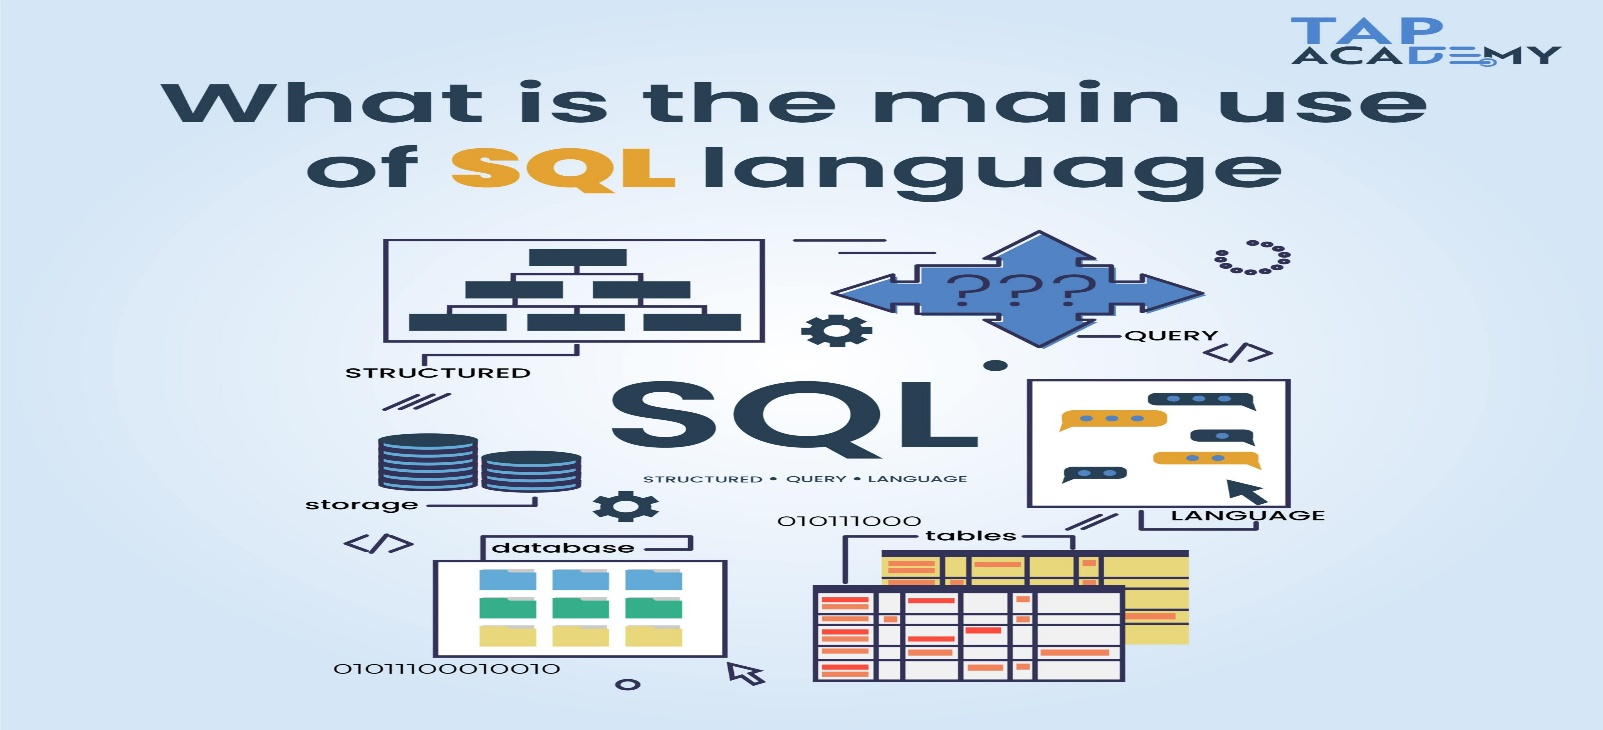 TAP
ACADEMY
What is the main use
of SQL language
???
QUERY
</>
STRUCTURED
SQL
STRUCTURED • QUERY • LANGUAGE
storage
LANGUAGE
010111000
tables
</>
database
01011100010010